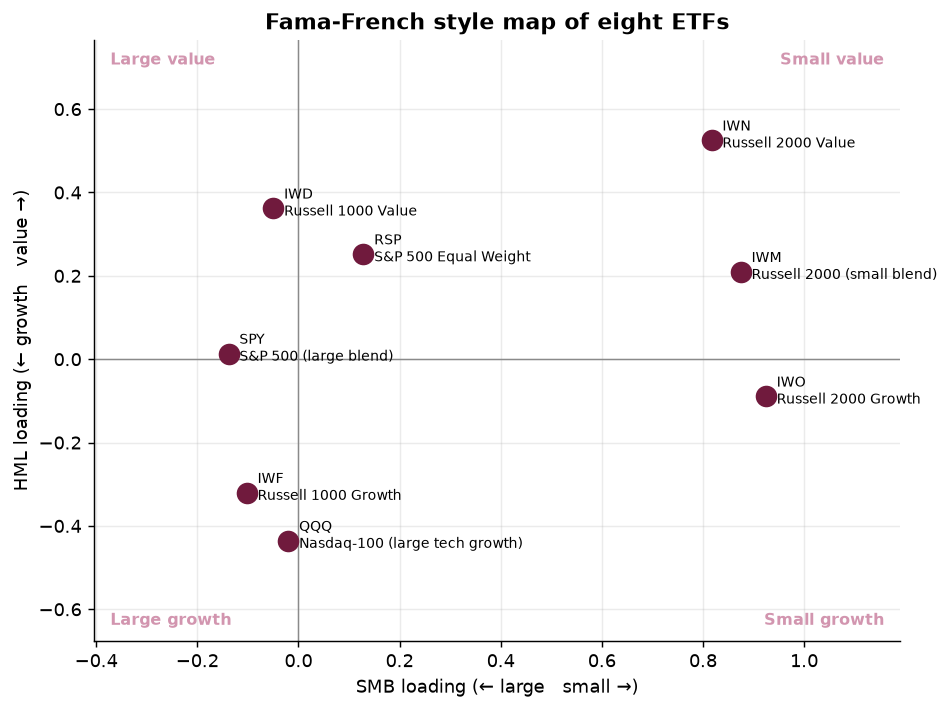 Fama-French style map of eight ETFs
Large value
Small value
IWN
Russell 2000 Value
IWD
Russell 1000 Value
RSP
S&P 500 Equal Weight
IWM
Russell 2000 (small blend)
SPY
S&P 500 (large blend)
IWO
Russell 2000 Growth
IWF
Russell 1000 Growth
QQQ
Nasdaq-100 (large tech growth)
Large growth
Small growth
HML loading (← growth   value →)
0.6
0.4
0.2
0.0
−0.2
−0.4
−0.6
−0.4
−0.2
0.0
0.2
0.4
0.6
0.8
1.0
SMB loading (← large   small →)